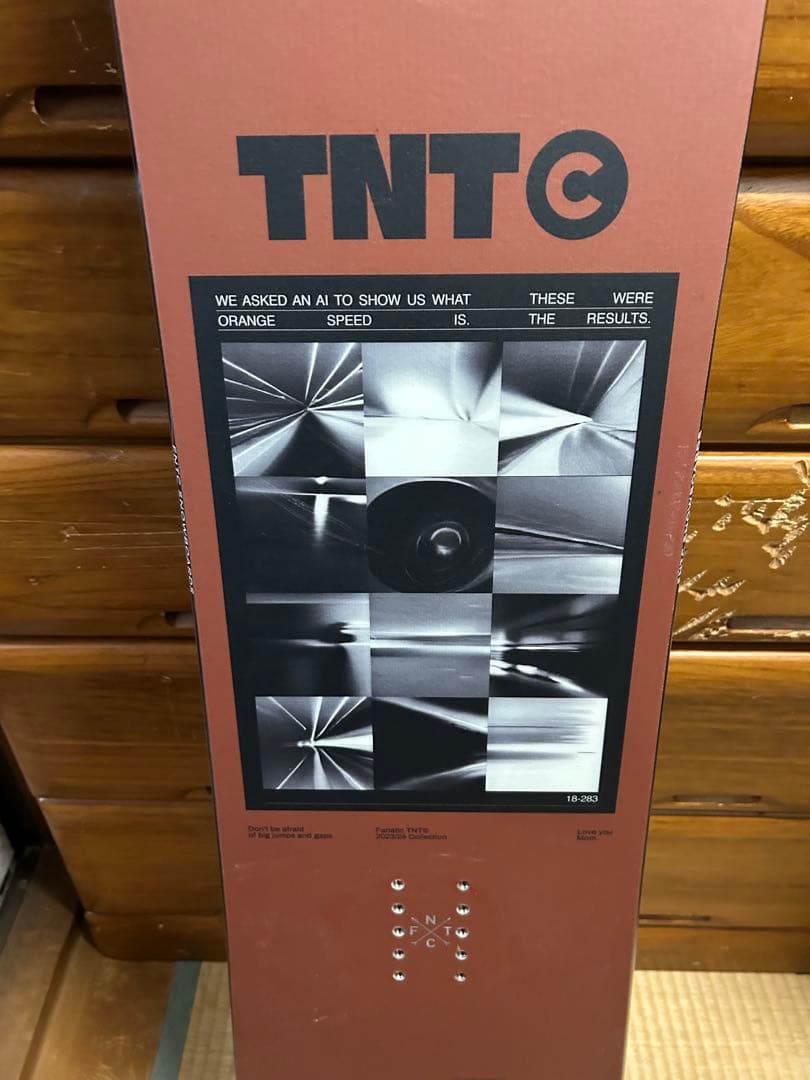 TNT©
WE ASKED AN AI TO SHOW US WHAT THESE WERE
ORANGE SPEED IS. THE RESULTS.
18-283
Don't be afraid
of big jumps and gaps
Fanatic TNT©
2023/24 Collection
Love you
Mom.
N
F T
C